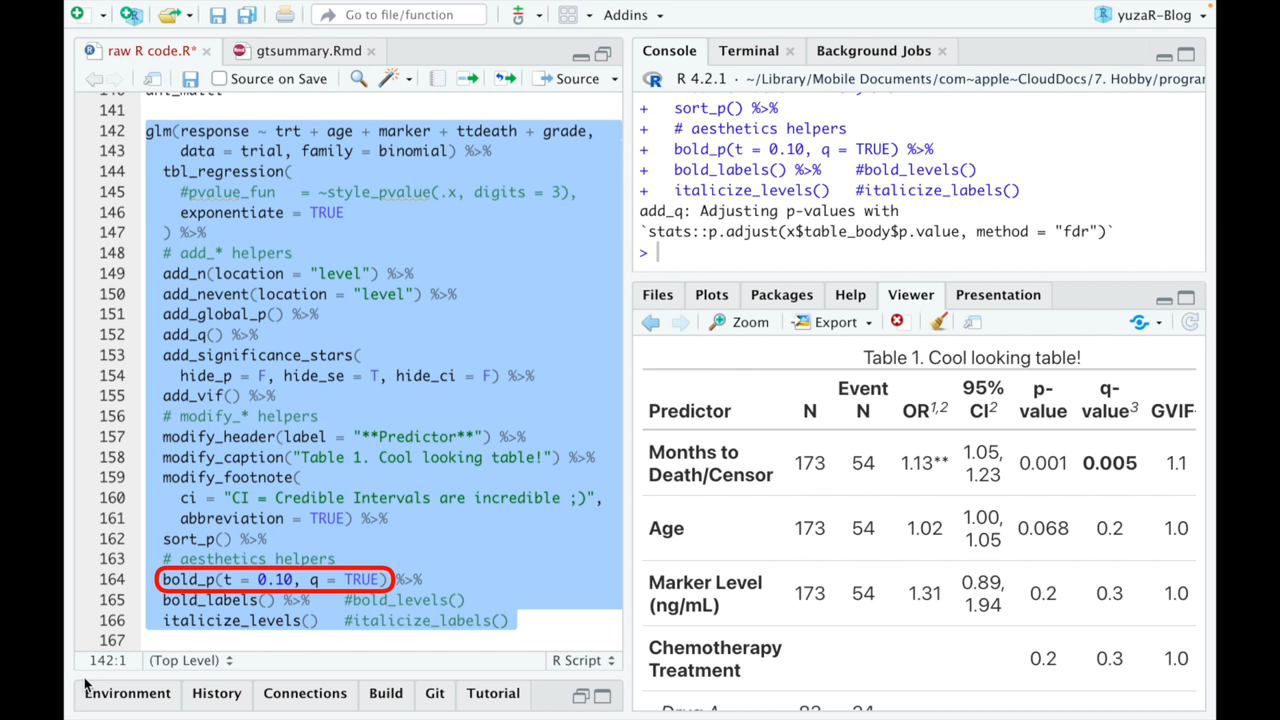 Go to file/function
Addins
yuzaR-Blog
raw R code.R*
gtsummary.Rmd
Source on Save
Source
141
142 glm(response ~ trt + age + marker + ttdeath + grade,
143 data = trial, family = binomial) %>%
144 tbl_regression(
145 #pvalue_fun = ~style_pvalue(.x, digits = 3),
146 exponentiate = TRUE
147 ) %>%
148 # add_* helpers
149 add_n(location = "level") %>%
150 add_nevent(location = "level") %>%
151 add_global_p() %>%
152 add_q() %>%
153 add_significance_stars(
154 hide_p = F, hide_se = T, hide_ci = F) %>%
155 add_vif() %>%
156 # modify_* helpers
157 modify_header(label = "**Predictor**") %>%
158 modify_caption("Table 1. Cool looking table!") %>%
159 modify_footnote(
160 ci = "CI = Credible Intervals are incredible ;)",
161 abbreviation = TRUE) %>%
162 sort_p() %>%
163 # aesthetics helpers
164 bold_p(t = 0.10, q = TRUE) %>%
165 bold_labels() %>% #bold_levels()
166 italicize_levels() #italicize_labels()
167
142:1 (Top Level) R Script
Environment History Connections Build Git Tutorial
Console Terminal Background Jobs
R 4.2.1 · ~/Library/Mobile Documents/com~apple~CloudDocs/7. Hobby/progra
+ sort_p() %>%
+ # aesthetics helpers
+ bold_p(t = 0.10, q = TRUE) %>%
+ bold_labels() %>% #bold_levels()
+ italicize_levels() #italicize_labels()
add_q: Adjusting p-values with
`stats::p.adjust(x$table_body$p.value, method = "fdr")`
>
Files Plots Packages Help Viewer Presentation
Zoom Export
Table 1. Cool looking table!
Predictor N Event N OR1,2 95% CI2 p-value q-value3 GVIF
Months to Death/Censor 173 54 1.13** 1.05, 1.23 0.001 0.005 1.1
Age 173 54 1.02 1.00, 1.05 0.068 0.2 1.0
Marker Level (ng/mL) 173 54 1.31 0.89, 1.94 0.2 0.3 1.0
Chemotherapy Treatment 0.2 0.3 1.0